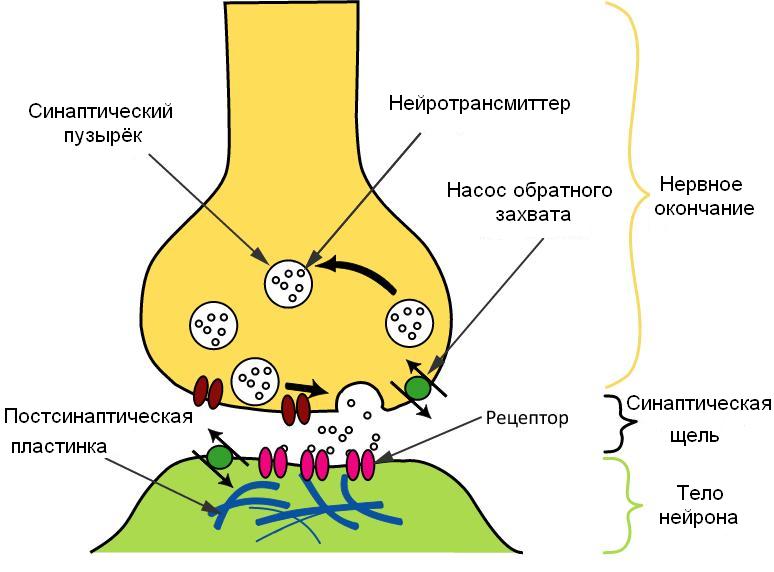 Синаптический
пузырёк
Нейротрансмиттер
Насос обратного
захвата
Нервное
окончание
Синаптическая
щель
Постсинаптическая
пластинка
Рецептор
Тело
нейрона